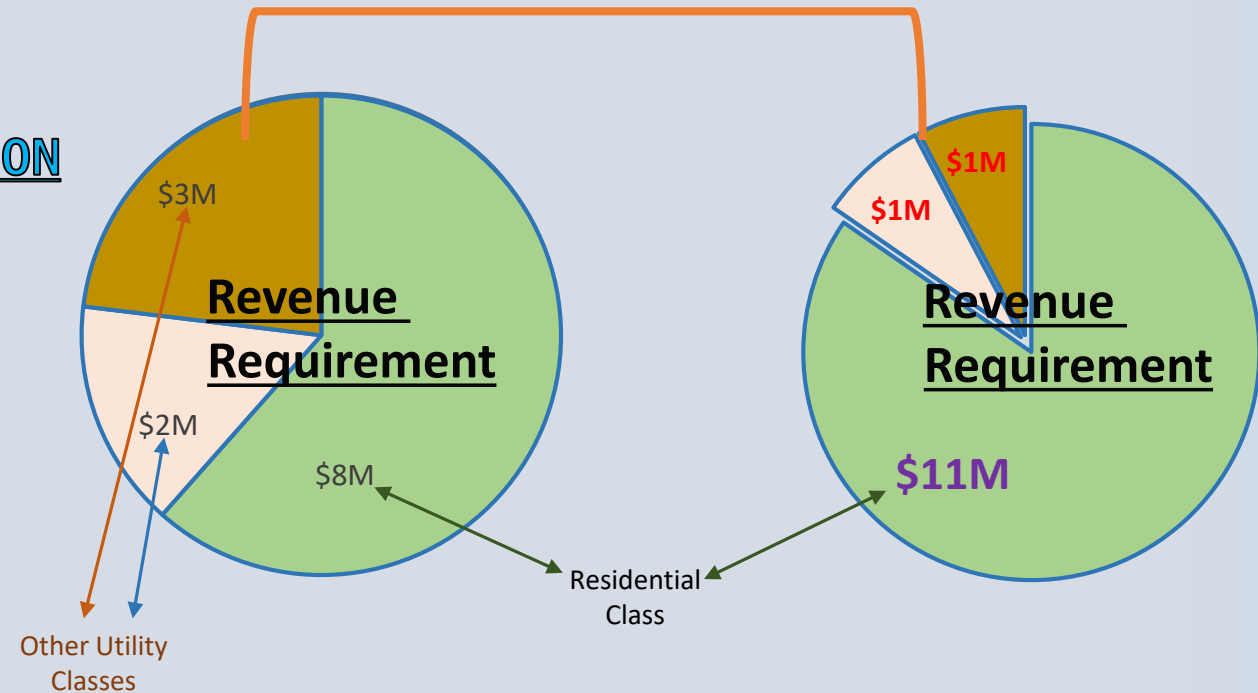 ON
$3M
Revenue
Requirement
$2M
$8M
$1M
$1M
Revenue
Requirement
$11M
Residential
Class
Other Utility
Classes